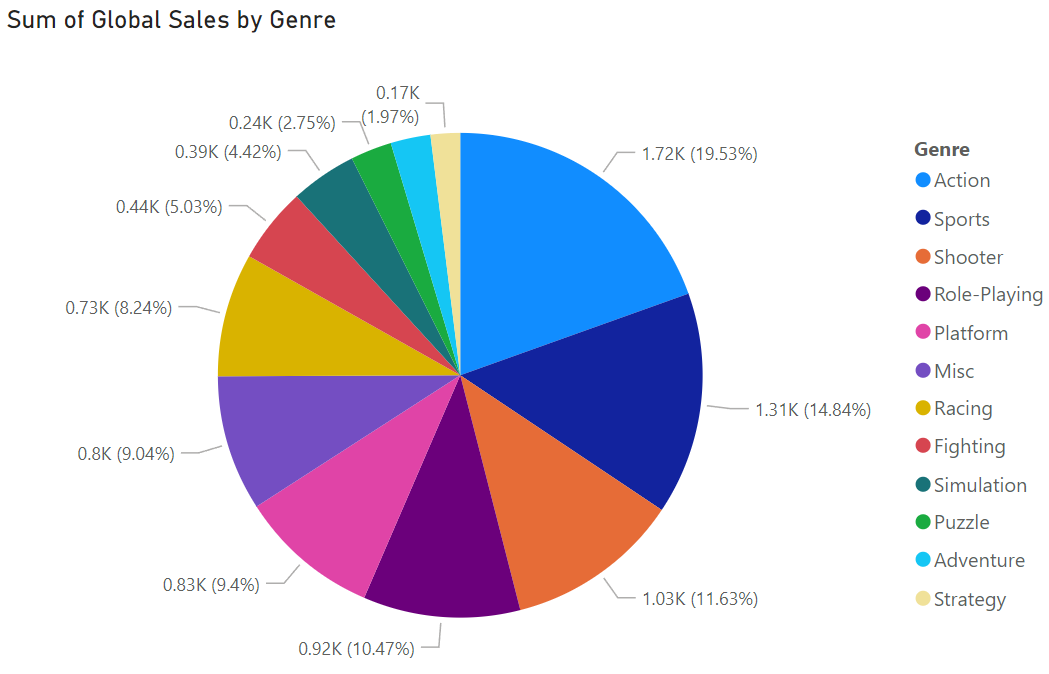 Sum of Global Sales by Genre
0.17K
(1.97%)
0.24K (2.75%)
0.39K (4.42%)
0.44K (5.03%)
0.73K (8.24%)
0.8K (9.04%)
0.83K (9.4%)
0.92K (10.47%)
1.72K (19.53%)
1.31K (14.84%)
1.03K (11.63%)
Genre
Action
Sports
Shooter
Role-Playing
Platform
Misc
Racing
Fighting
Simulation
Puzzle
Adventure
Strategy